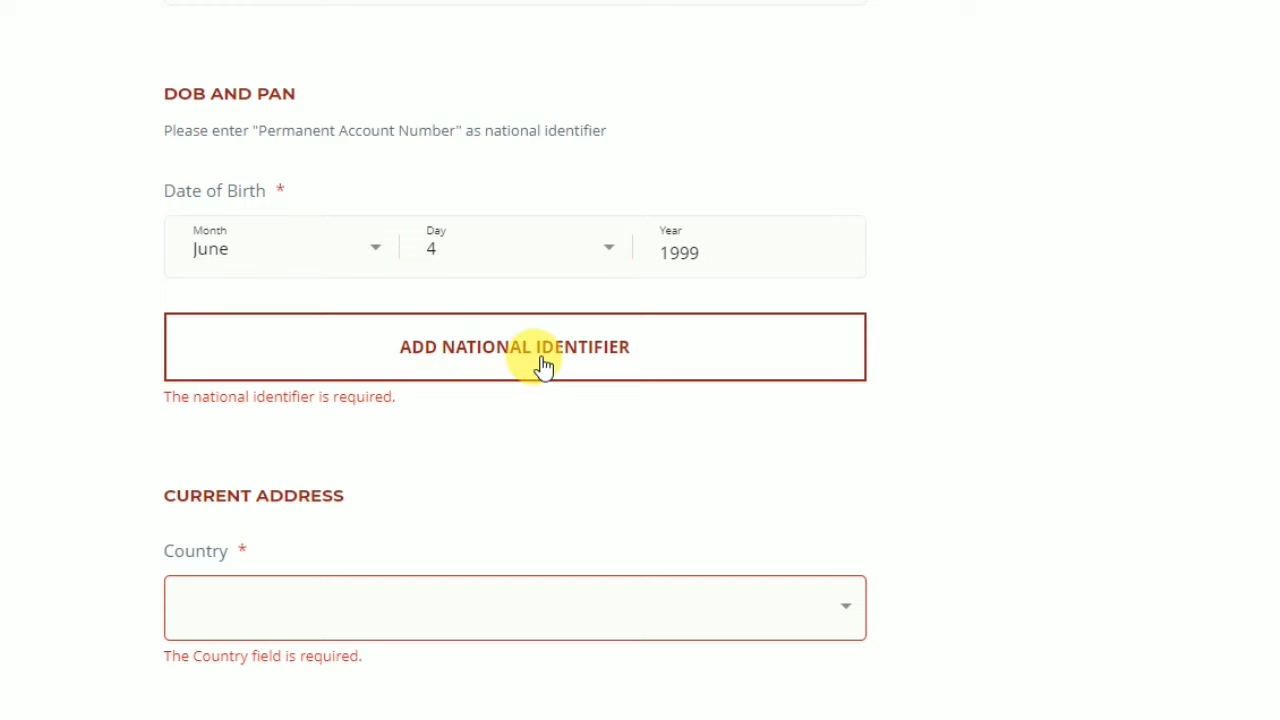 DOB AND PAN
Please enter "Permanent Account Number" as national identifier
Date of Birth *
Month Day Year
June 4 1999
ADD NATIONAL IDENTIFIER
The national identifier is required.
CURRENT ADDRESS
Country *
The Country field is required.